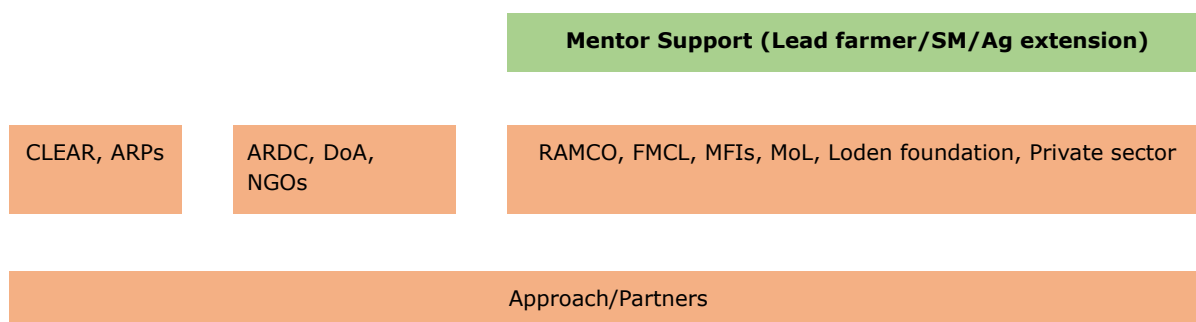 Mentor Support (Lead farmer/SM/Ag extension)
CLEAR, ARPs
ARDC, DoA,
NGOs
RAMCO, FMCL, MFIs, MoL, Loden foundation, Private sector
Approach/Partners